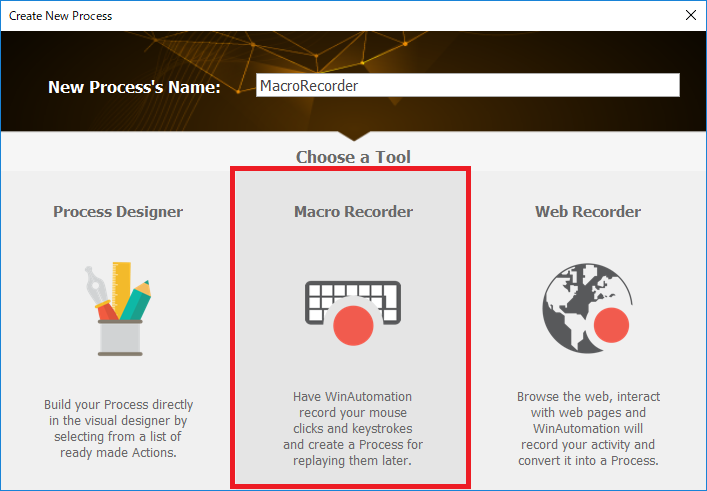 Create New Process
New Process's Name:
MacroRecorder
Choose a Tool
Process Designer
Build your Process directly
in the visual designer by
selecting from a list of
ready made Actions.
Macro Recorder
Have WinAutomation
record your mouse
clicks and keystrokes
and create a Process for
replaying them later.
Web Recorder
Browse the web, interact
with web pages and
WinAutomation will
record your activity and
convert it into a Process.